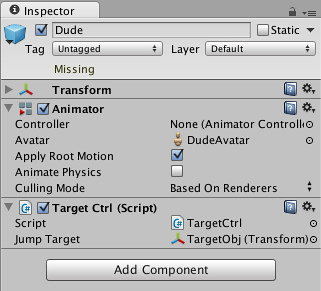 Inspector
Dude Static
Tag Untagged Layer Default
Missing
Transform
Animator
Controller None (Animator Controlle
Avatar DudeAvatar
Apply Root Motion
Animate Physics
Culling Mode Based On Renderers
Target Ctrl (Script)
Script TargetCtrl
Jump Target TargetObj (Transform)
Add Component